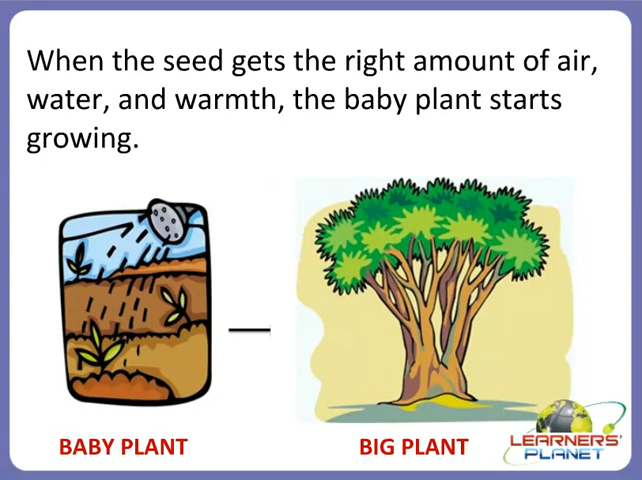 When the seed gets the right amount of air,
water, and warmth, the baby plant starts
growing.
BABY PLANT
BIG PLANT
LEARNERS'
PLANET